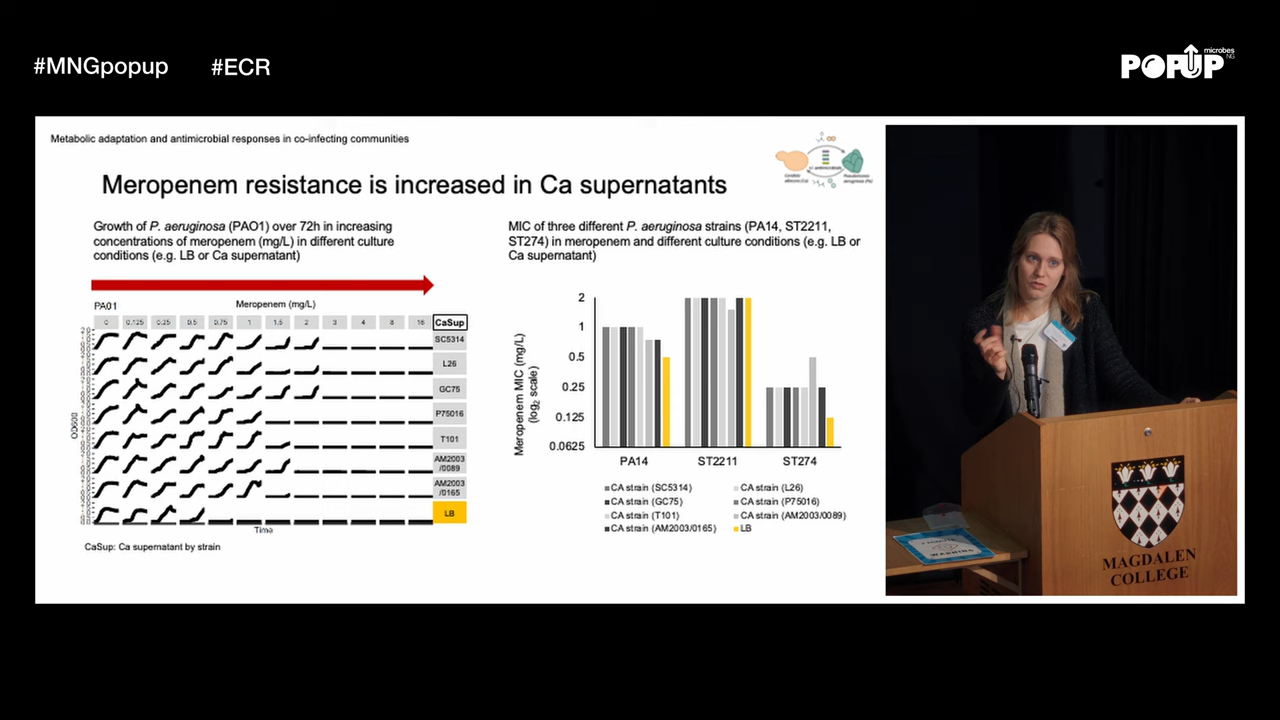 #MNGpopup #ECR
microbes
NG
POPUP
Metabolic adaptation and antimicrobial responses in co-infecting communities
Meropenem resistance is increased in Ca supernatants
Growth of P. aeruginosa (PAO1) over 72h in increasing
concentrations of meropenem (mg/L) in different culture
conditions (e.g. LB or Ca supernatant)
PA01 Meropenem (mg/L)
0 0.125 0.25 0.5 0.75 1 1.5 2 3 4 8 16 CaSup
SC5314
L26
GC75
P75016
T101
AM2003
/0089
AM2003
/0165
LB
OD600
Time
CaSup: Ca supernatant by strain
MIC of three different P. aeruginosa strains (PA14, ST2211,
ST274) in meropenem and different culture conditions (e.g. LB or
Ca supernatant)
Meropenem MIC (mg/L)
(log2 scale)
2
1
0.5
0.25
0.125
0.0625
PA14 ST2211 ST274
CA strain (SC5314) CA strain (L26)
CA strain (GC75) CA strain (P75016)
CA strain (T101) CA strain (AM2003/0089)
CA strain (AM2003/0165) LB
MAGDALEN
COLLEGE